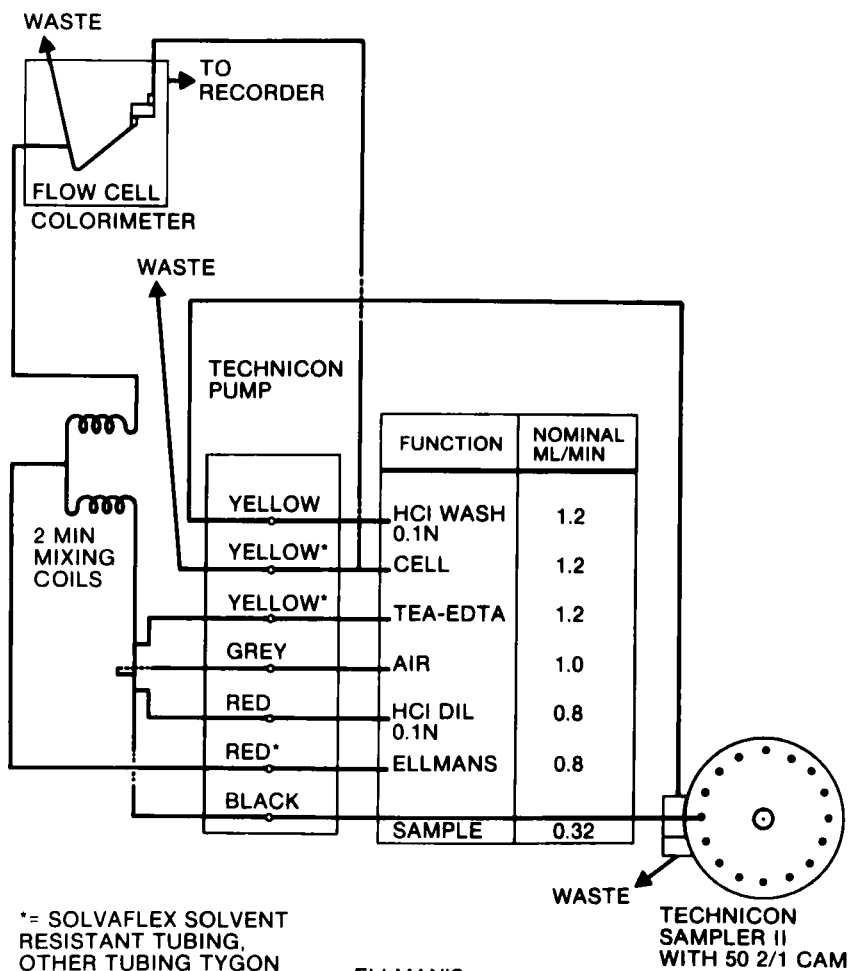 WASTE
TO
RECORDER
FLOW CELL
COLORIMETER
WASTE
TECHNICON
PUMP
FUNCTION
NOMINAL
ML/MIN
YELLOW
HCl WASH
0.1N
1.2
YELLOW*
CELL
1.2
2 MIN
MIXING
COILS
YELLOW*
TEA-EDTA
1.2
GREY
AIR
1.0
RED
HCl DIL
0.1N
0.8
RED*
ELLMANS
0.8
BLACK
SAMPLE
0.32
WASTE
TECHNICON
SAMPLER II
WITH 50 2/1 CAM
*= SOLVAFLEX SOLVENT
RESISTANT TUBING,
OTHER TUBING TYGON